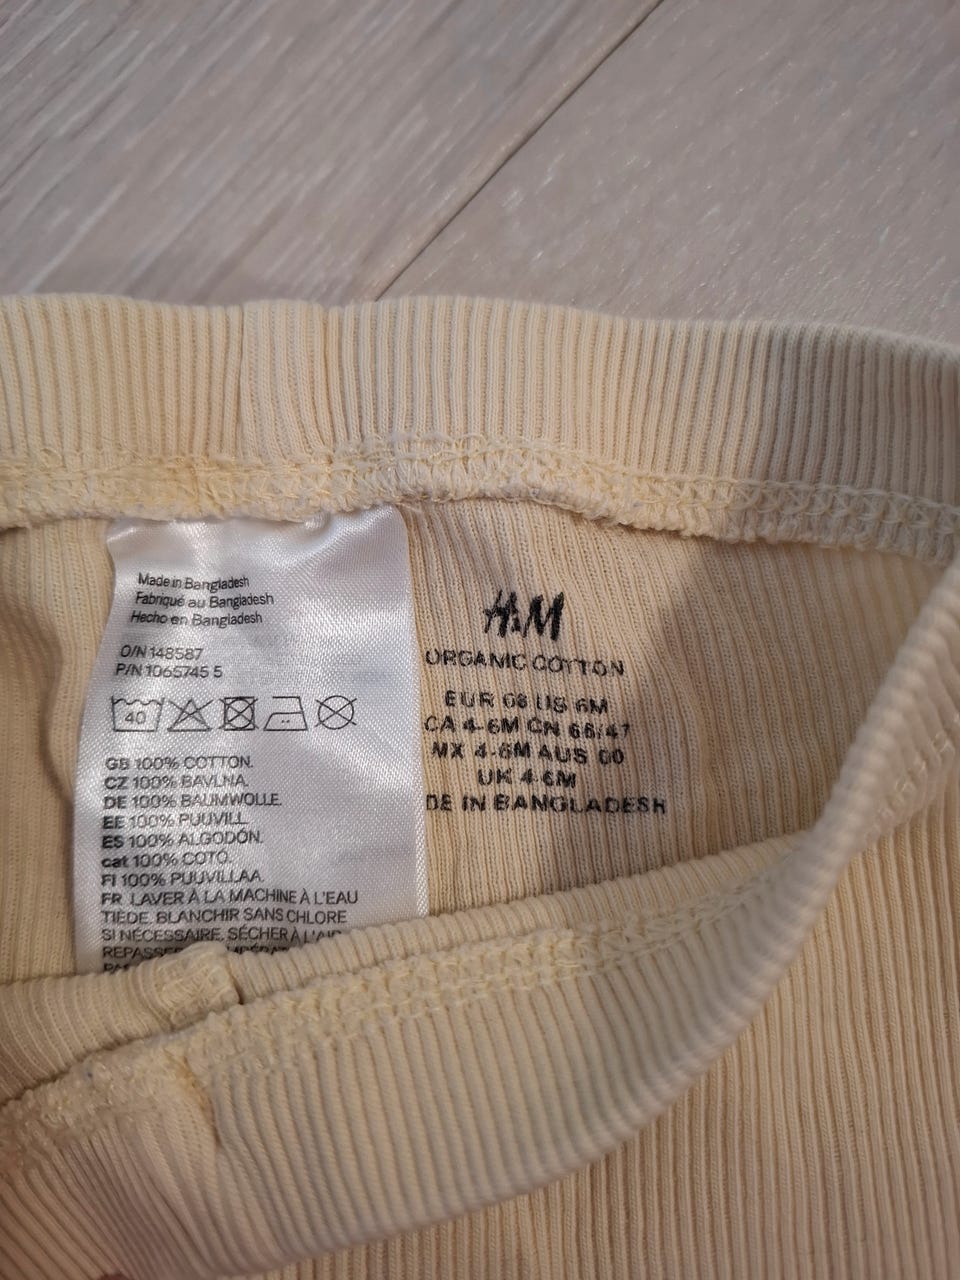 Made in Bangladesh
Fabriqué au Bangladesh
Hecho en Bangladesh
O/N 148587
P/N 1065745 5
40
GB 100% COTTON.
CZ 100% BAVLNA.
DE 100% BAUMWOLLE.
EE 100% PUUVILL.
ES 100% ALGODÓN.
cat 100% COTÓ.
FI 100% PUUVILLAA.
FR LAVER À LA MACHINE À L'EAU
TIÈDE. BLANCHIR SANS CHLORE
SI NÉCESSAIRE. SÉCHER À
H&M
ORGANIC COTTON
EUR 68 US 6M
CA 4-6M CN 66/47
MX 4-6M AUS 00
UK 4-6M
DE IN BANGLADESH